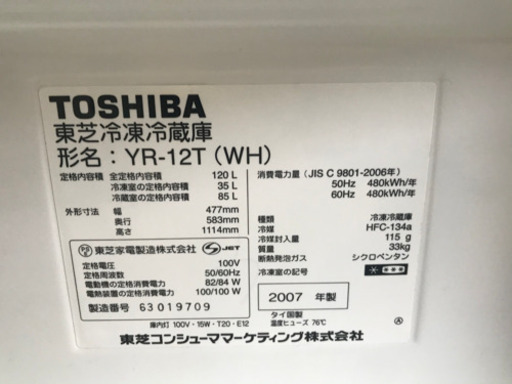 TOSHIBA
東芝冷凍冷蔵庫
形名：YR-12T (WH)
定格内容積 全定格内容積 120 L
冷凍室の定格内容積 35 L
冷蔵室の定格内容積 85 L
外形寸法 幅 477mm
奥行 583mm
高さ 1114mm
東芝家電製造株式会社 JET
定格電圧 100V
定格周波数 50/60Hz
電動機の定格消費電力 82/84 W
電熱装置の定格消費電力 100/100 W
製造番号 63019709
消費電力量 (JIS C 9801-2006年)
50Hz 480kWh/年
60Hz 480kWh/年
種類 冷凍冷蔵庫
冷媒 HFC-134a
冷媒封入量 115 g
質量 33kg
断熱発泡ガス シクロペンタン
冷凍室の記号
2007 年製
タイ国製
温度ヒューズ 76℃
庫内灯 100V・15W・T20・E12
東芝コンシューママーケティング株式会社